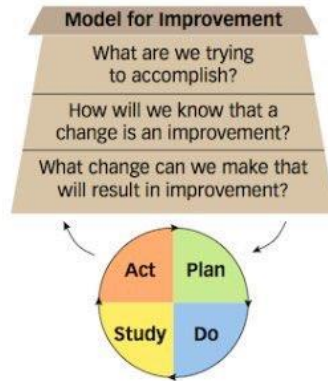 Model for Improvement
What are we trying
to accomplish?
How will we know that a
change is an improvement?
What change can we make that
will result in improvement?
Act
Plan
Study
Do